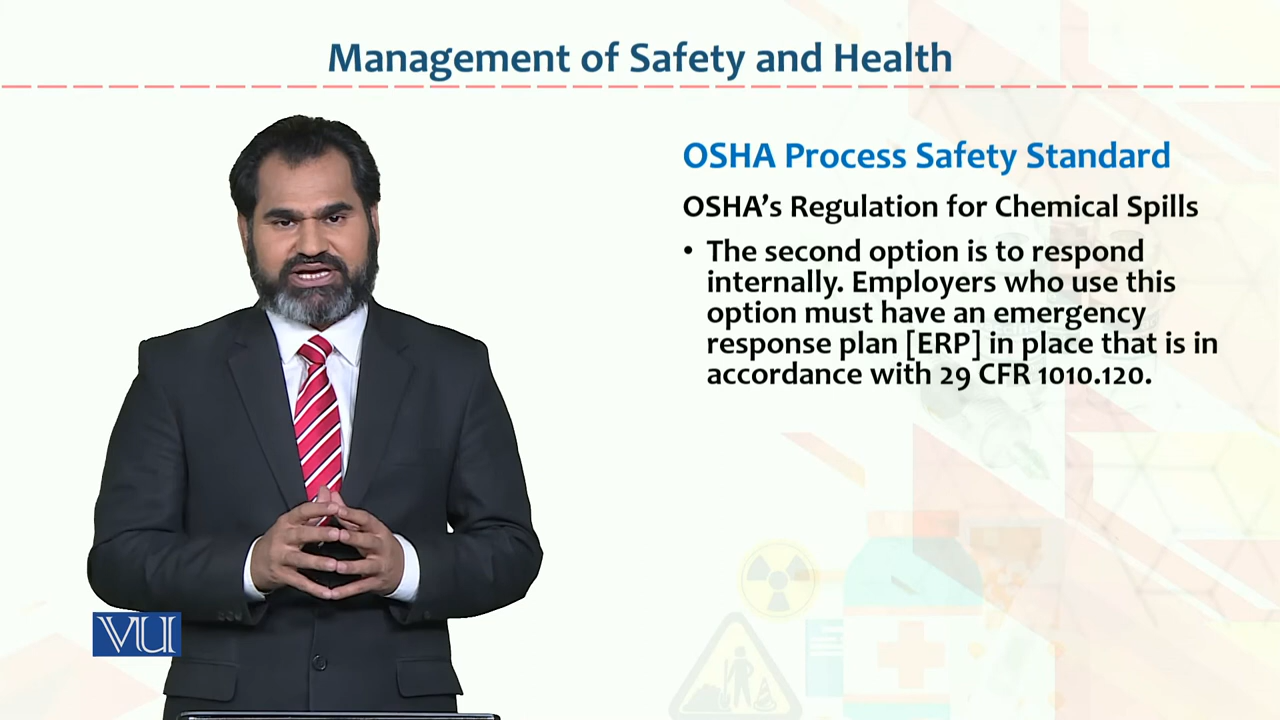 Management of Safety and Health
OSHA Process Safety Standard
OSHA's Regulation for Chemical Spills
• The second option is to respond
internally. Employers who use this
option must have an emergency
response plan [ERP] in place that is in
accordance with 29 CFR 1010.120.
VU